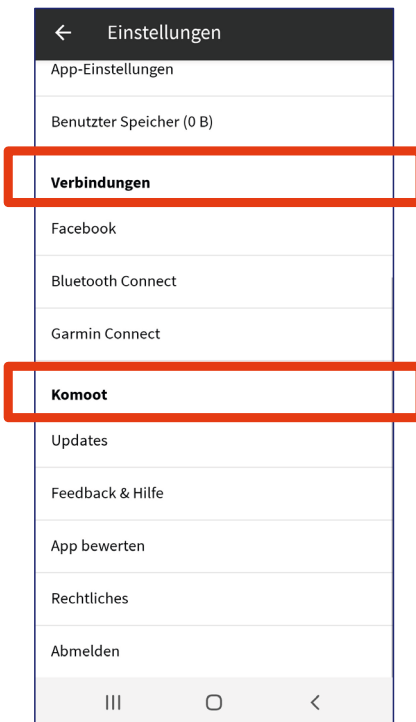 Einstellungen
App-Einstellungen
Benutzter Speicher (0 B)
Verbindungen
Facebook
Bluetooth Connect
Garmin Connect
Komoot
Updates
Feedback & Hilfe
App bewerten
Rechtliches
Abmelden